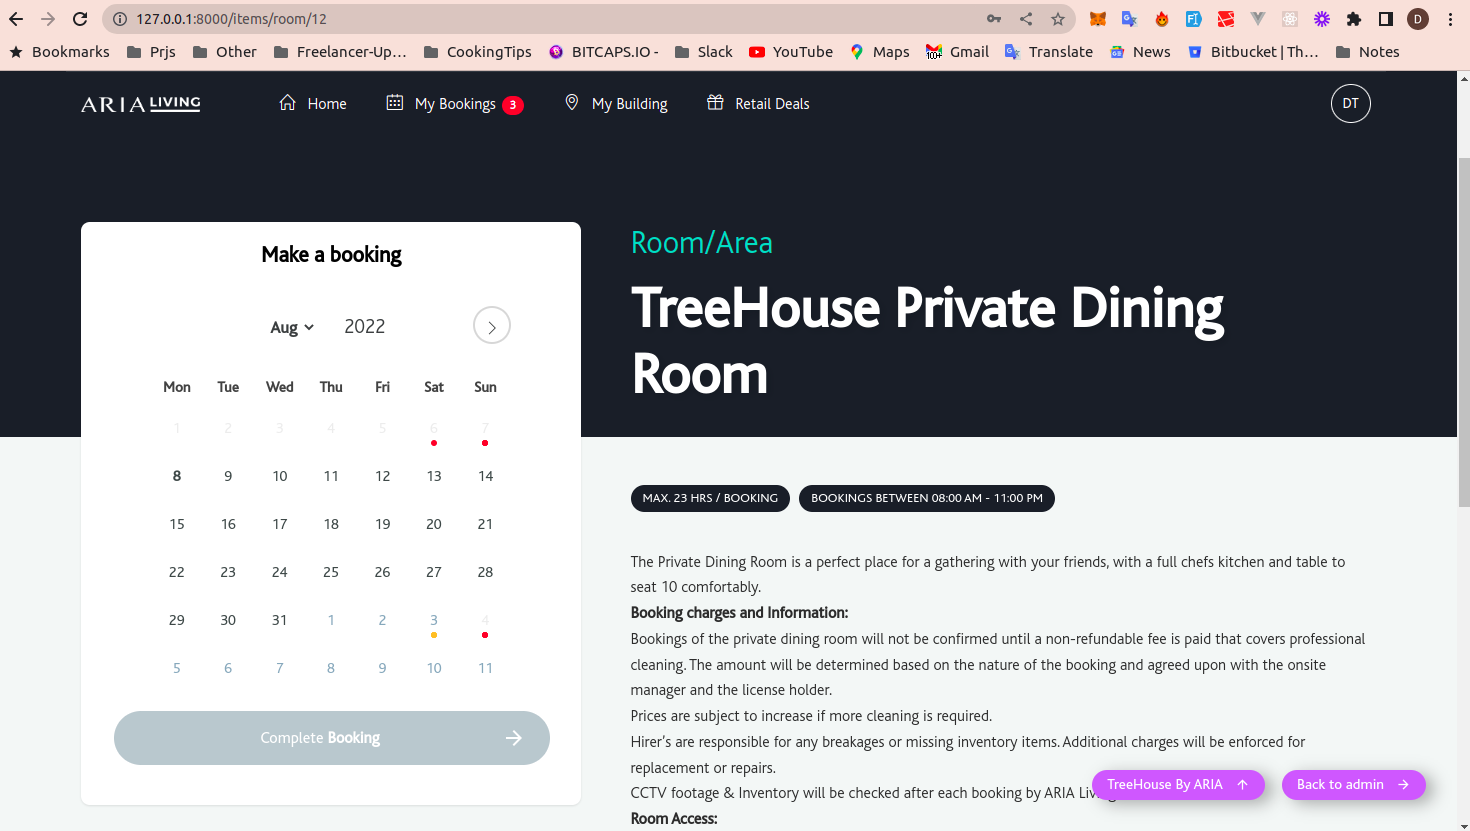 127.0.0.1:8000/items/room/12
D
Bookmarks Prjs Other Freelancer-Up... CookingTips BITCAPS.IO - Slack YouTube Maps 100+ Gmail Translate News Bitbucket | Th... Notes
ARIA LIVING Home My Bookings 3 My Building Retail Deals DT
Make a booking
Aug 2022
Mon Tue Wed Thu Fri Sat Sun
1 2 3 4 5 6 7
8 9 10 11 12 13 14
15 16 17 18 19 20 21
22 23 24 25 26 27 28
29 30 31 1 2 3 4
5 6 7 8 9 10 11
Complete Booking
Room/Area
TreeHouse Private Dining
Room
MAX. 23 HRS / BOOKING BOOKINGS BETWEEN 08:00 AM - 11:00 PM
The Private Dining Room is a perfect place for a gathering with your friends, with a full chefs kitchen and table to
seat 10 comfortably.
Booking charges and Information:
Bookings of the private dining room will not be confirmed until a non-refundable fee is paid that covers professional
cleaning. The amount will be determined based on the nature of the booking and agreed upon with the onsite
manager and the license holder.
Prices are subject to increase if more cleaning is required.
Hirer's are responsible for any breakages or missing inventory items. Additional charges will be enforced for
replacement or repairs.
CCTV footage & Inventory will be checked after each booking by ARIA Living
Room Access:
TreeHouse By ARIA
Back to admin